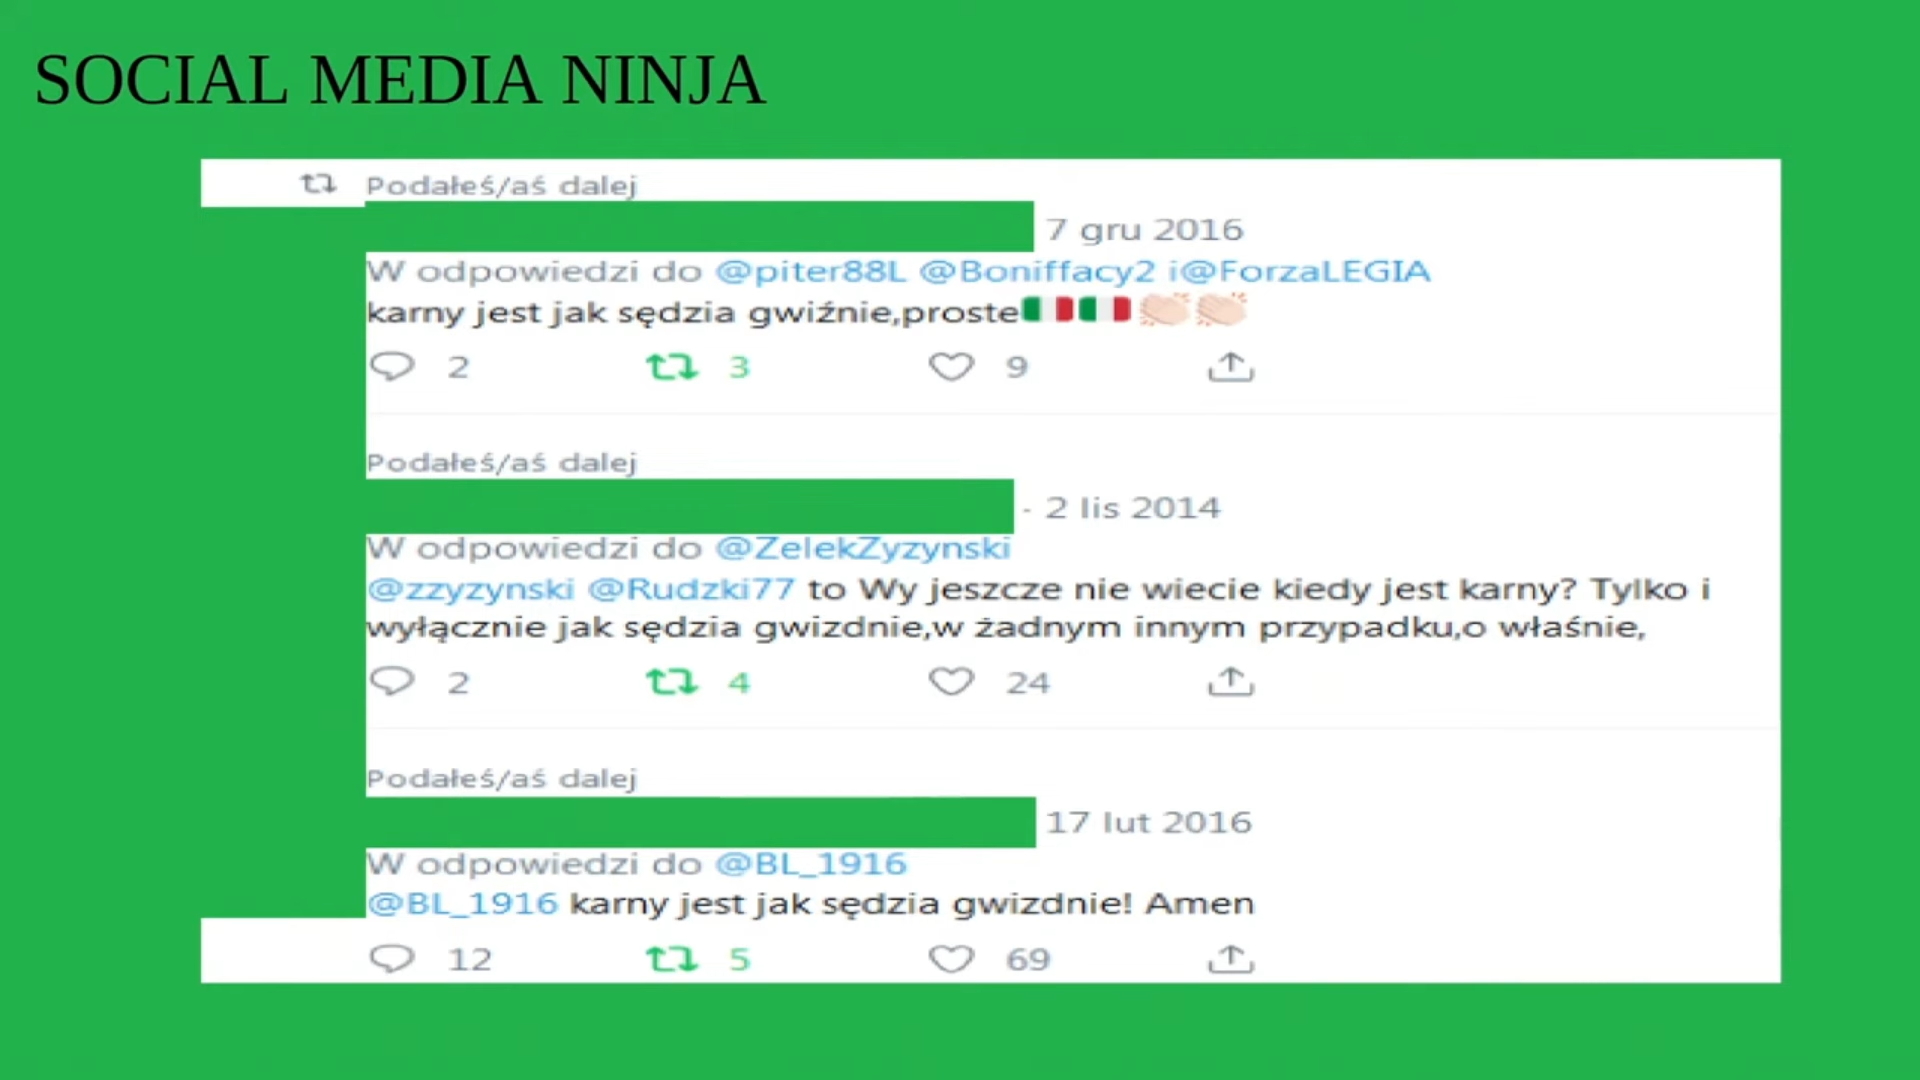 SOCIAL MEDIA NINJA
Podałeś/aś dalej
7 gru 2016
W odpowiedzi do @piter88L @Boniffacy2 i@ForzaLEGIA
karny jest jak sędzia gwiźnie,proste🇮🇹🇮🇹👏🏻👏🏻
2 3 9
Podałeś/aś dalej
· 2 lis 2014
W odpowiedzi do @ZelekZyzynski
@zzyzynski @Rudzki77 to Wy jeszcze nie wiecie kiedy jest karny? Tylko i
wyłącznie jak sędzia gwizdnie,w żadnym innym przypadku,o właśnie,
2 4 24
Podałeś/aś dalej
17 lut 2016
W odpowiedzi do @BL_1916
@BL_1916 karny jest jak sędzia gwizdnie! Amen
12 5 69